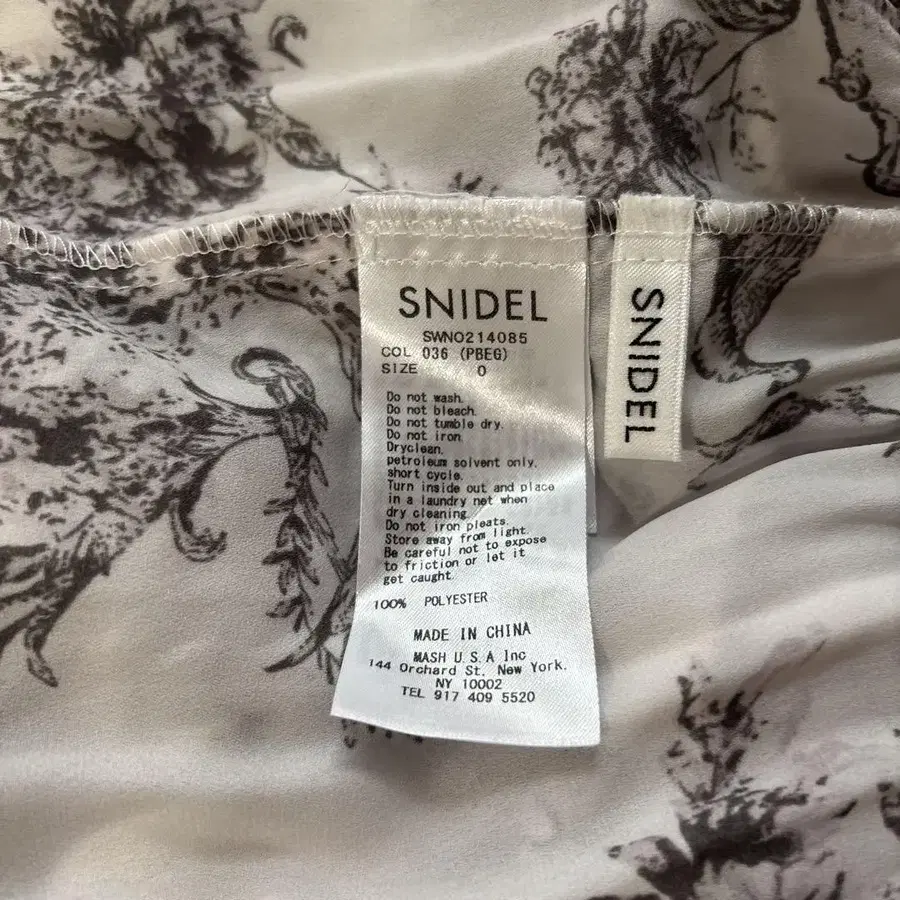 SNIDEL
SWNO214085
COL 036 (PBEG)
SIZE 0
Do not wash.
Do not bleach.
Do not tumble dry.
Do not iron.
Dryclean.
petroleum solvent only.
short cycle.
Turn inside out and place
in a laundry net when
dry cleaning.
Do not iron pleats.
Store away from light.
Be careful not to expose
to friction or let it
get caught.
100% POLYESTER
MADE IN CHINA
MASH U.S.A Inc
144 Orchard St. New York.
NY 10002
TEL 917 409 5520
SNIDEL